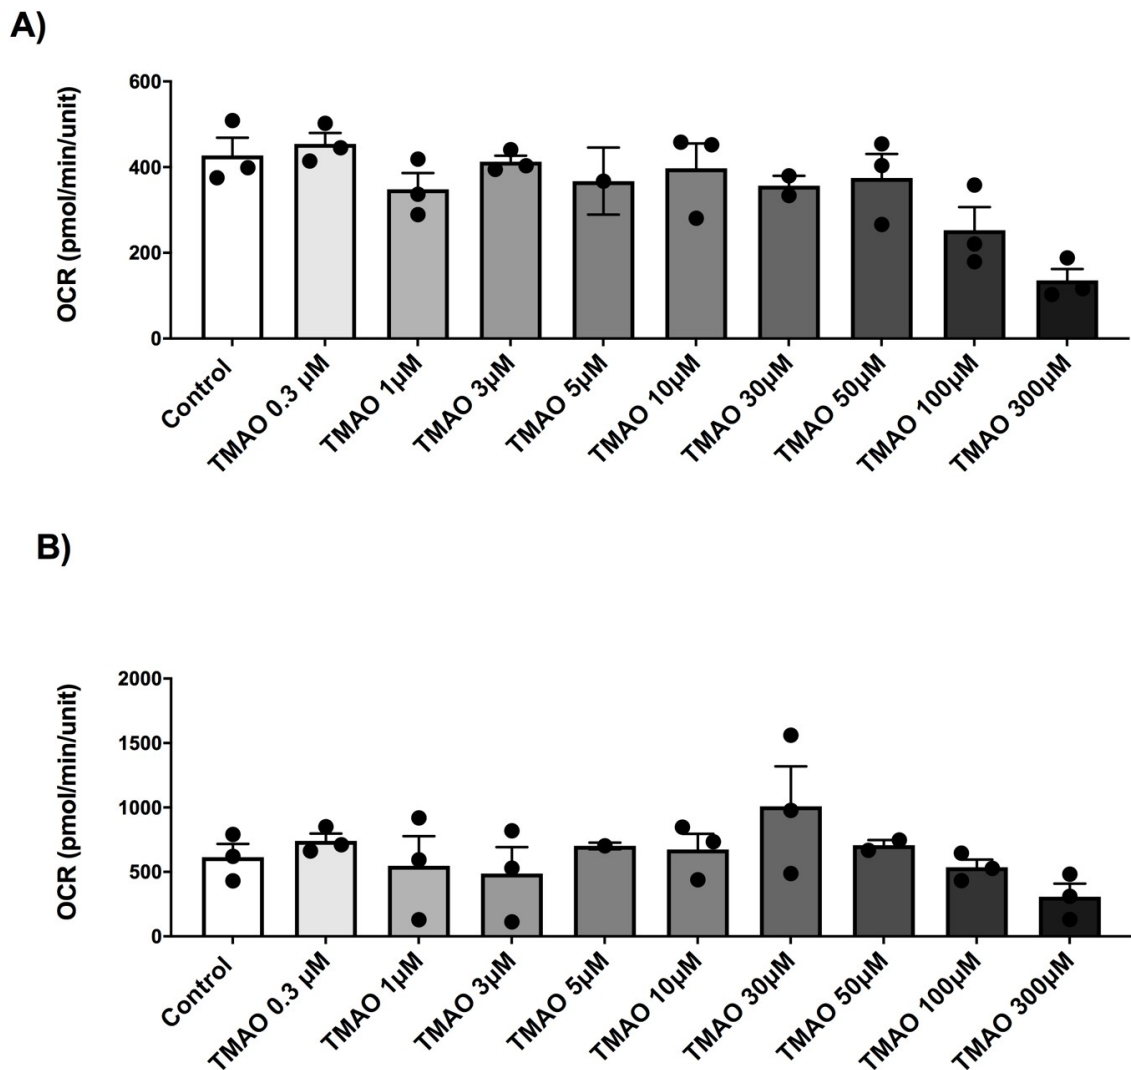 A)
OCR (pmol/min/unit)
600
400
200
0
Control
TMAO 0.3 µM
TMAO 1µM
TMAO 3µM
TMAO 5µM
TMAO 10µM
TMAO 30µM
TMAO 50µM
TMAO 100µM
TMAO 300µM
B)
OCR (pmol/min/unit)
2000
1500
1000
500
0
Control
TMAO 0.3 µM
TMAO 1µM
TMAO 3µM
TMAO 5µM
TMAO 10µM
TMAO 30µM
TMAO 50µM
TMAO 100µM
TMAO 300µM